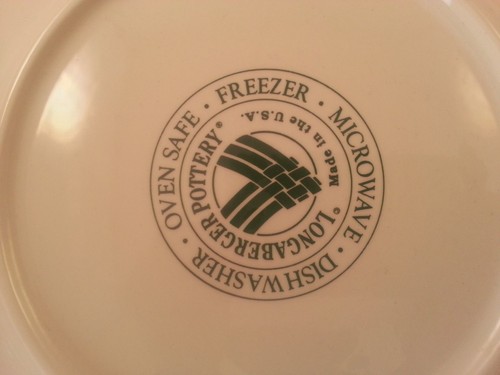 OVEN SAFE • FREEZER • MICROWAVE • DISHWASHER •
© LONGABERGER POTTERY ®
Made in the U.S.A.